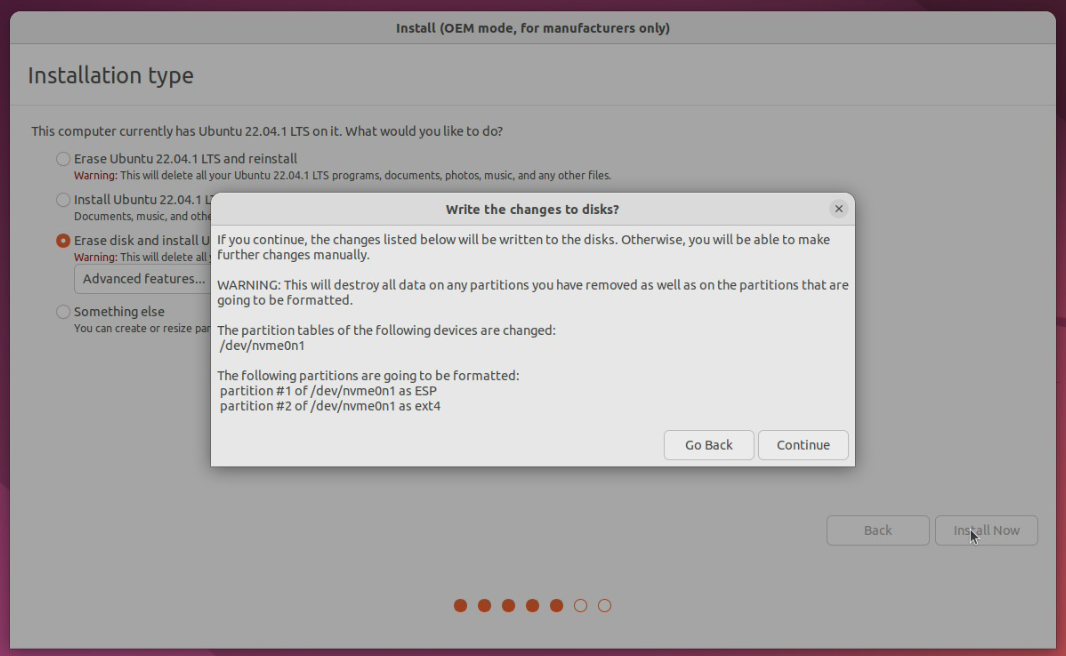 Install (OEM mode, for manufacturers only)
Installation type
This computer currently has Ubuntu 22.04.1 LTS on it. What would you like to do?
Erase Ubuntu 22.04.1 LTS and reinstall
Warning: This will delete all your Ubuntu 22.04.1 LTS programs, documents, photos, music, and any other files.
Install Ubuntu 22.04.1
Documents, music, and
Erase disk and install
Warning: This will delete all
Advanced features...
Something else
You can create or resize
Write the changes to disks?
If you continue, the changes listed below will be written to the disks. Otherwise, you will be able to make
further changes manually.
WARNING: This will destroy all data on any partitions you have removed as well as on the partitions that are
going to be formatted.
The partition tables of the following devices are changed:
/dev/nvme0n1
The following partitions are going to be formatted:
partition #1 of /dev/nvme0n1 as ESP
partition #2 of /dev/nvme0n1 as ext4
Go Back
Continue
Back
Install Now